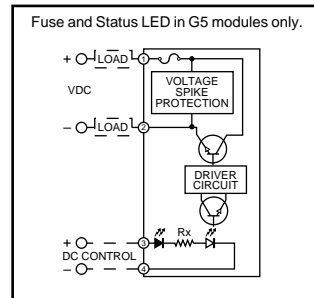 Fuse and Status LED in G5 modules only.
+ LOAD 1
VOLTAGE
SPIKE
PROTECTION
VDC
– LOAD 2
DRIVER
CIRCUIT
Rx
+ 3
DC CONTROL
– 4